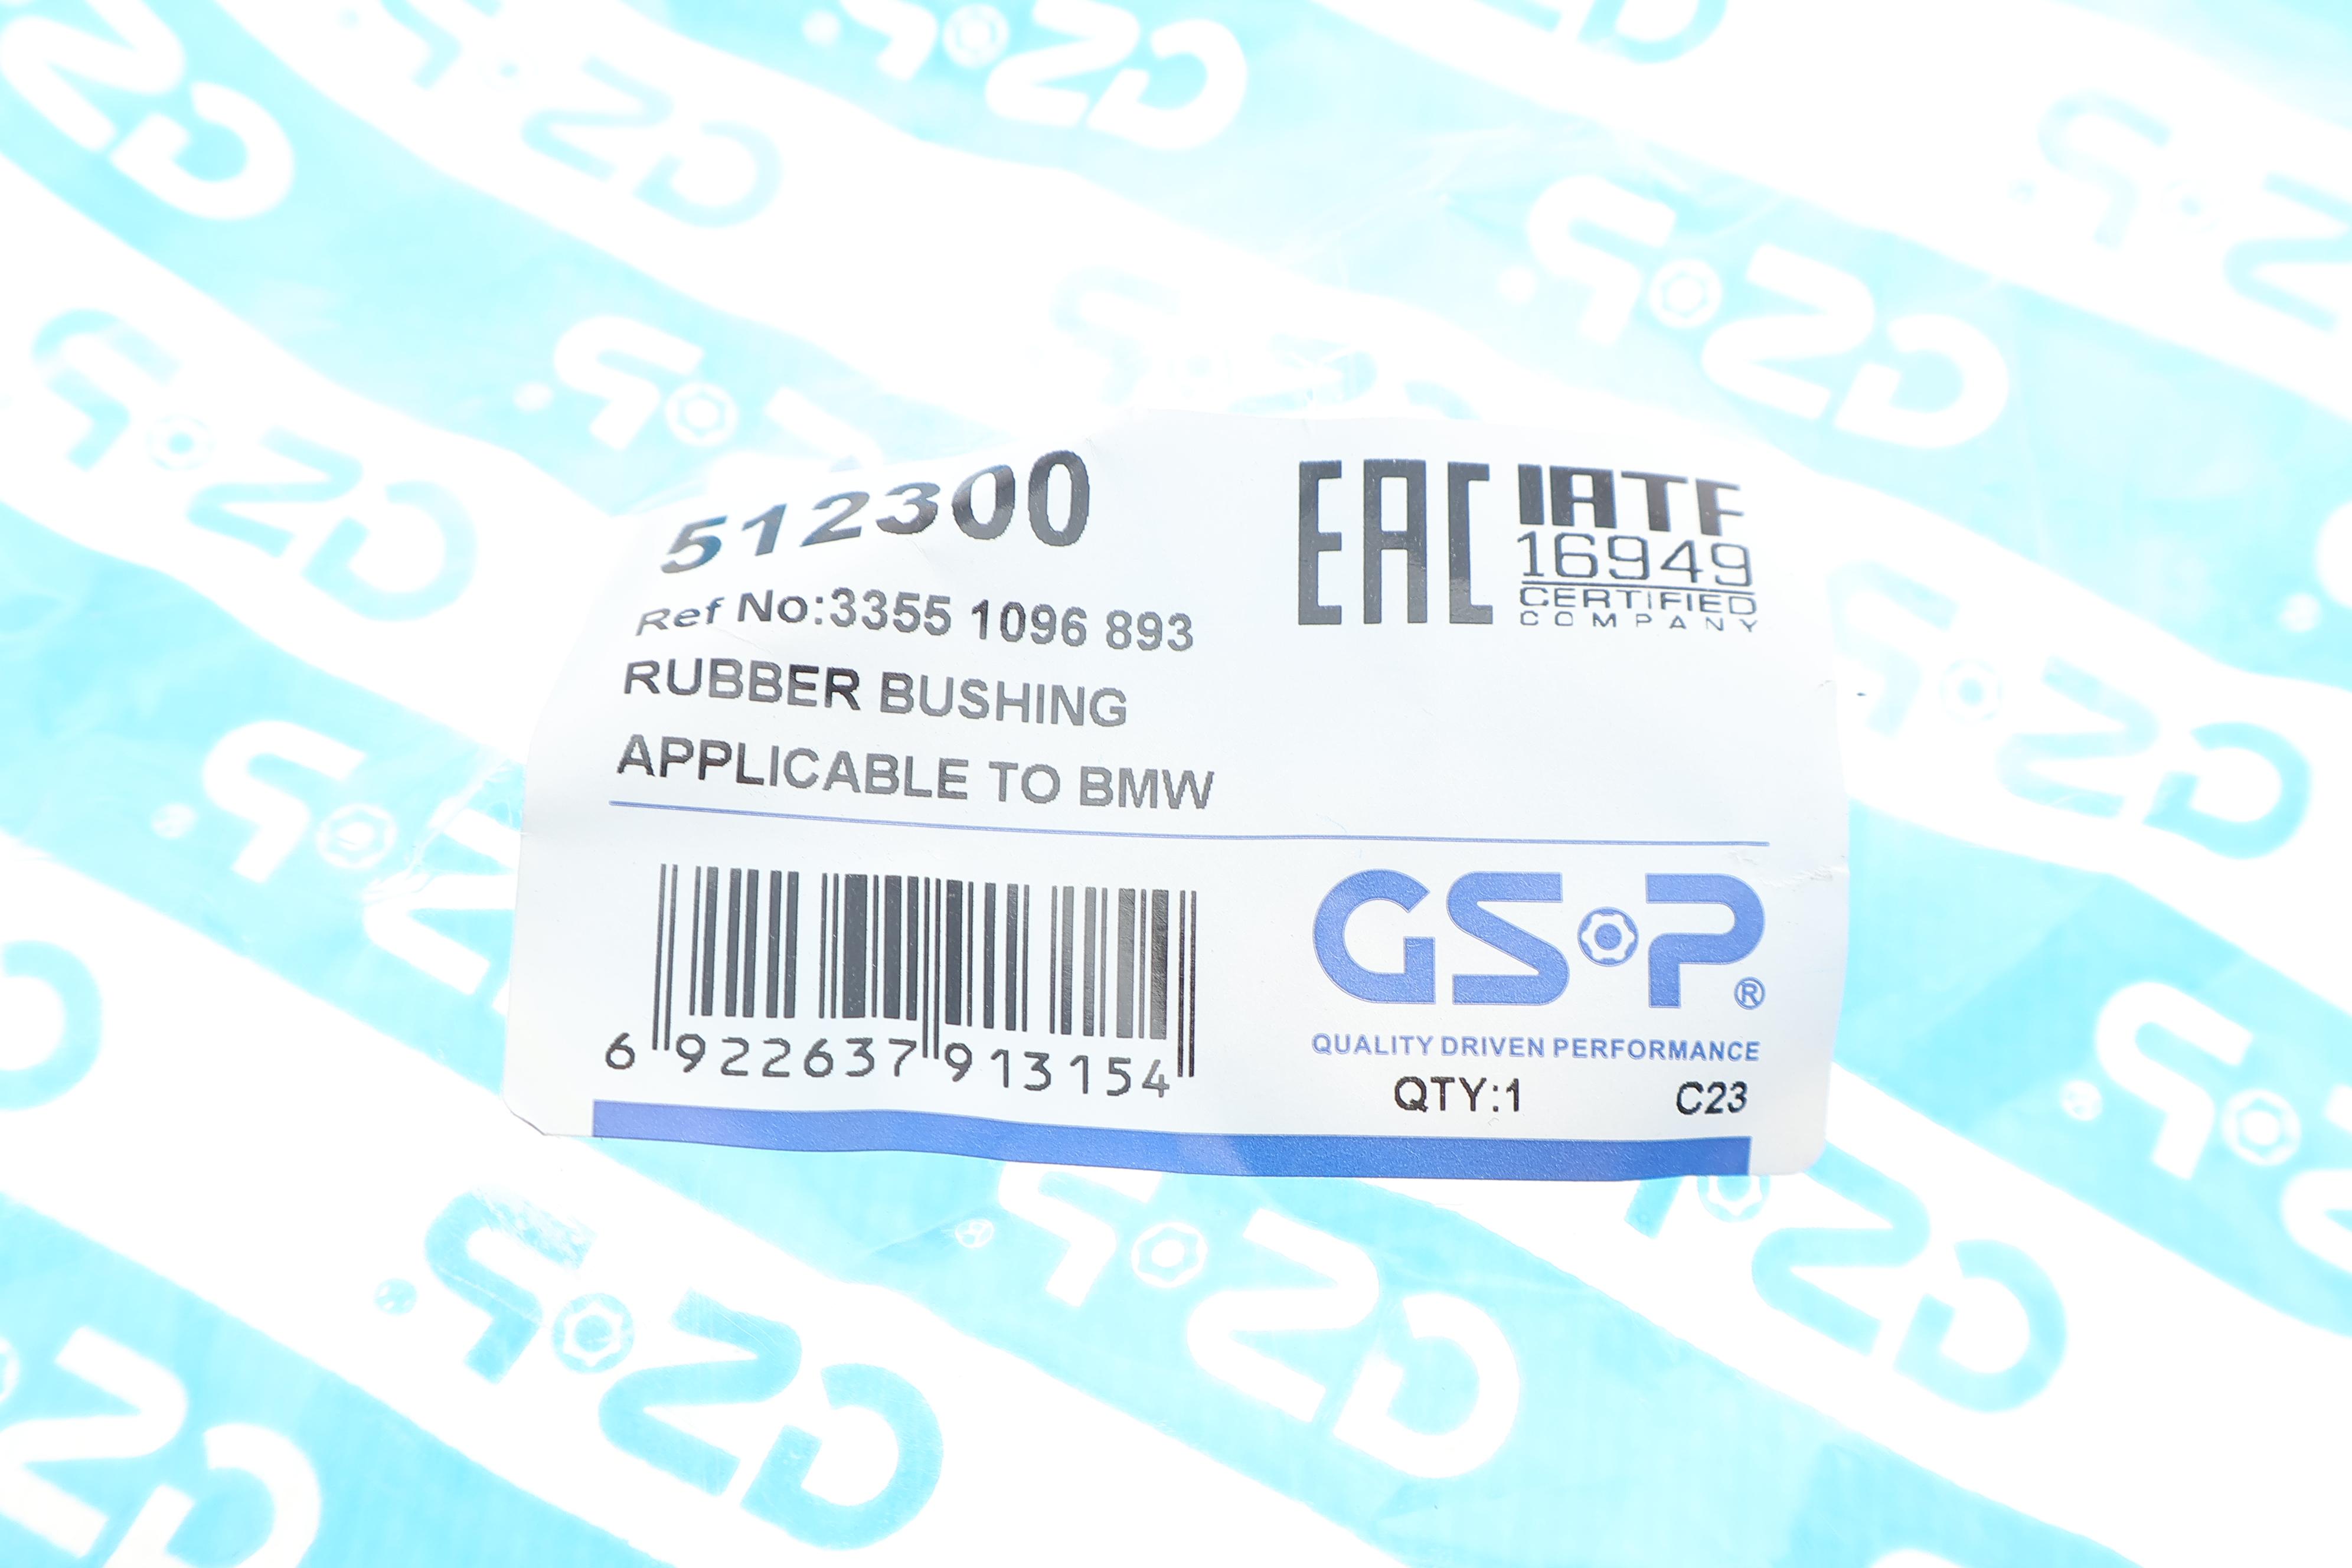 512300
Ref No:3355 1096 893
RUBBER BUSHING
APPLICABLE TO BMW
EAC
IATF
16949
CERTIFIED
COMPANY
6 922637 913154
GSP®
QUALITY DRIVEN PERFORMANCE
QTY:1 C23